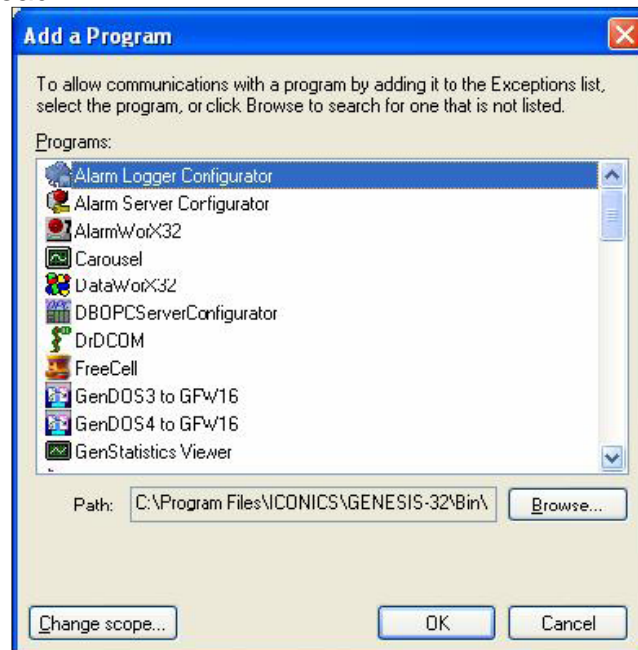 Add a Program
To allow communications with a program by adding it to the Exceptions list,
select the program, or click Browse to search for one that is not listed.
Programs:
Alarm Logger Configurator
Alarm Server Configurator
AlarmWorX32
Carousel
DataWorX32
DBOPCServerConfigurator
DrDCOM
FreeCell
GenDOS3 to GFW16
GenDOS4 to GFW16
GenStatistics Viewer
Path: C:\Program Files\ICONICS\GENESIS-32\Bin\ Browse...
Change scope... OK Cancel